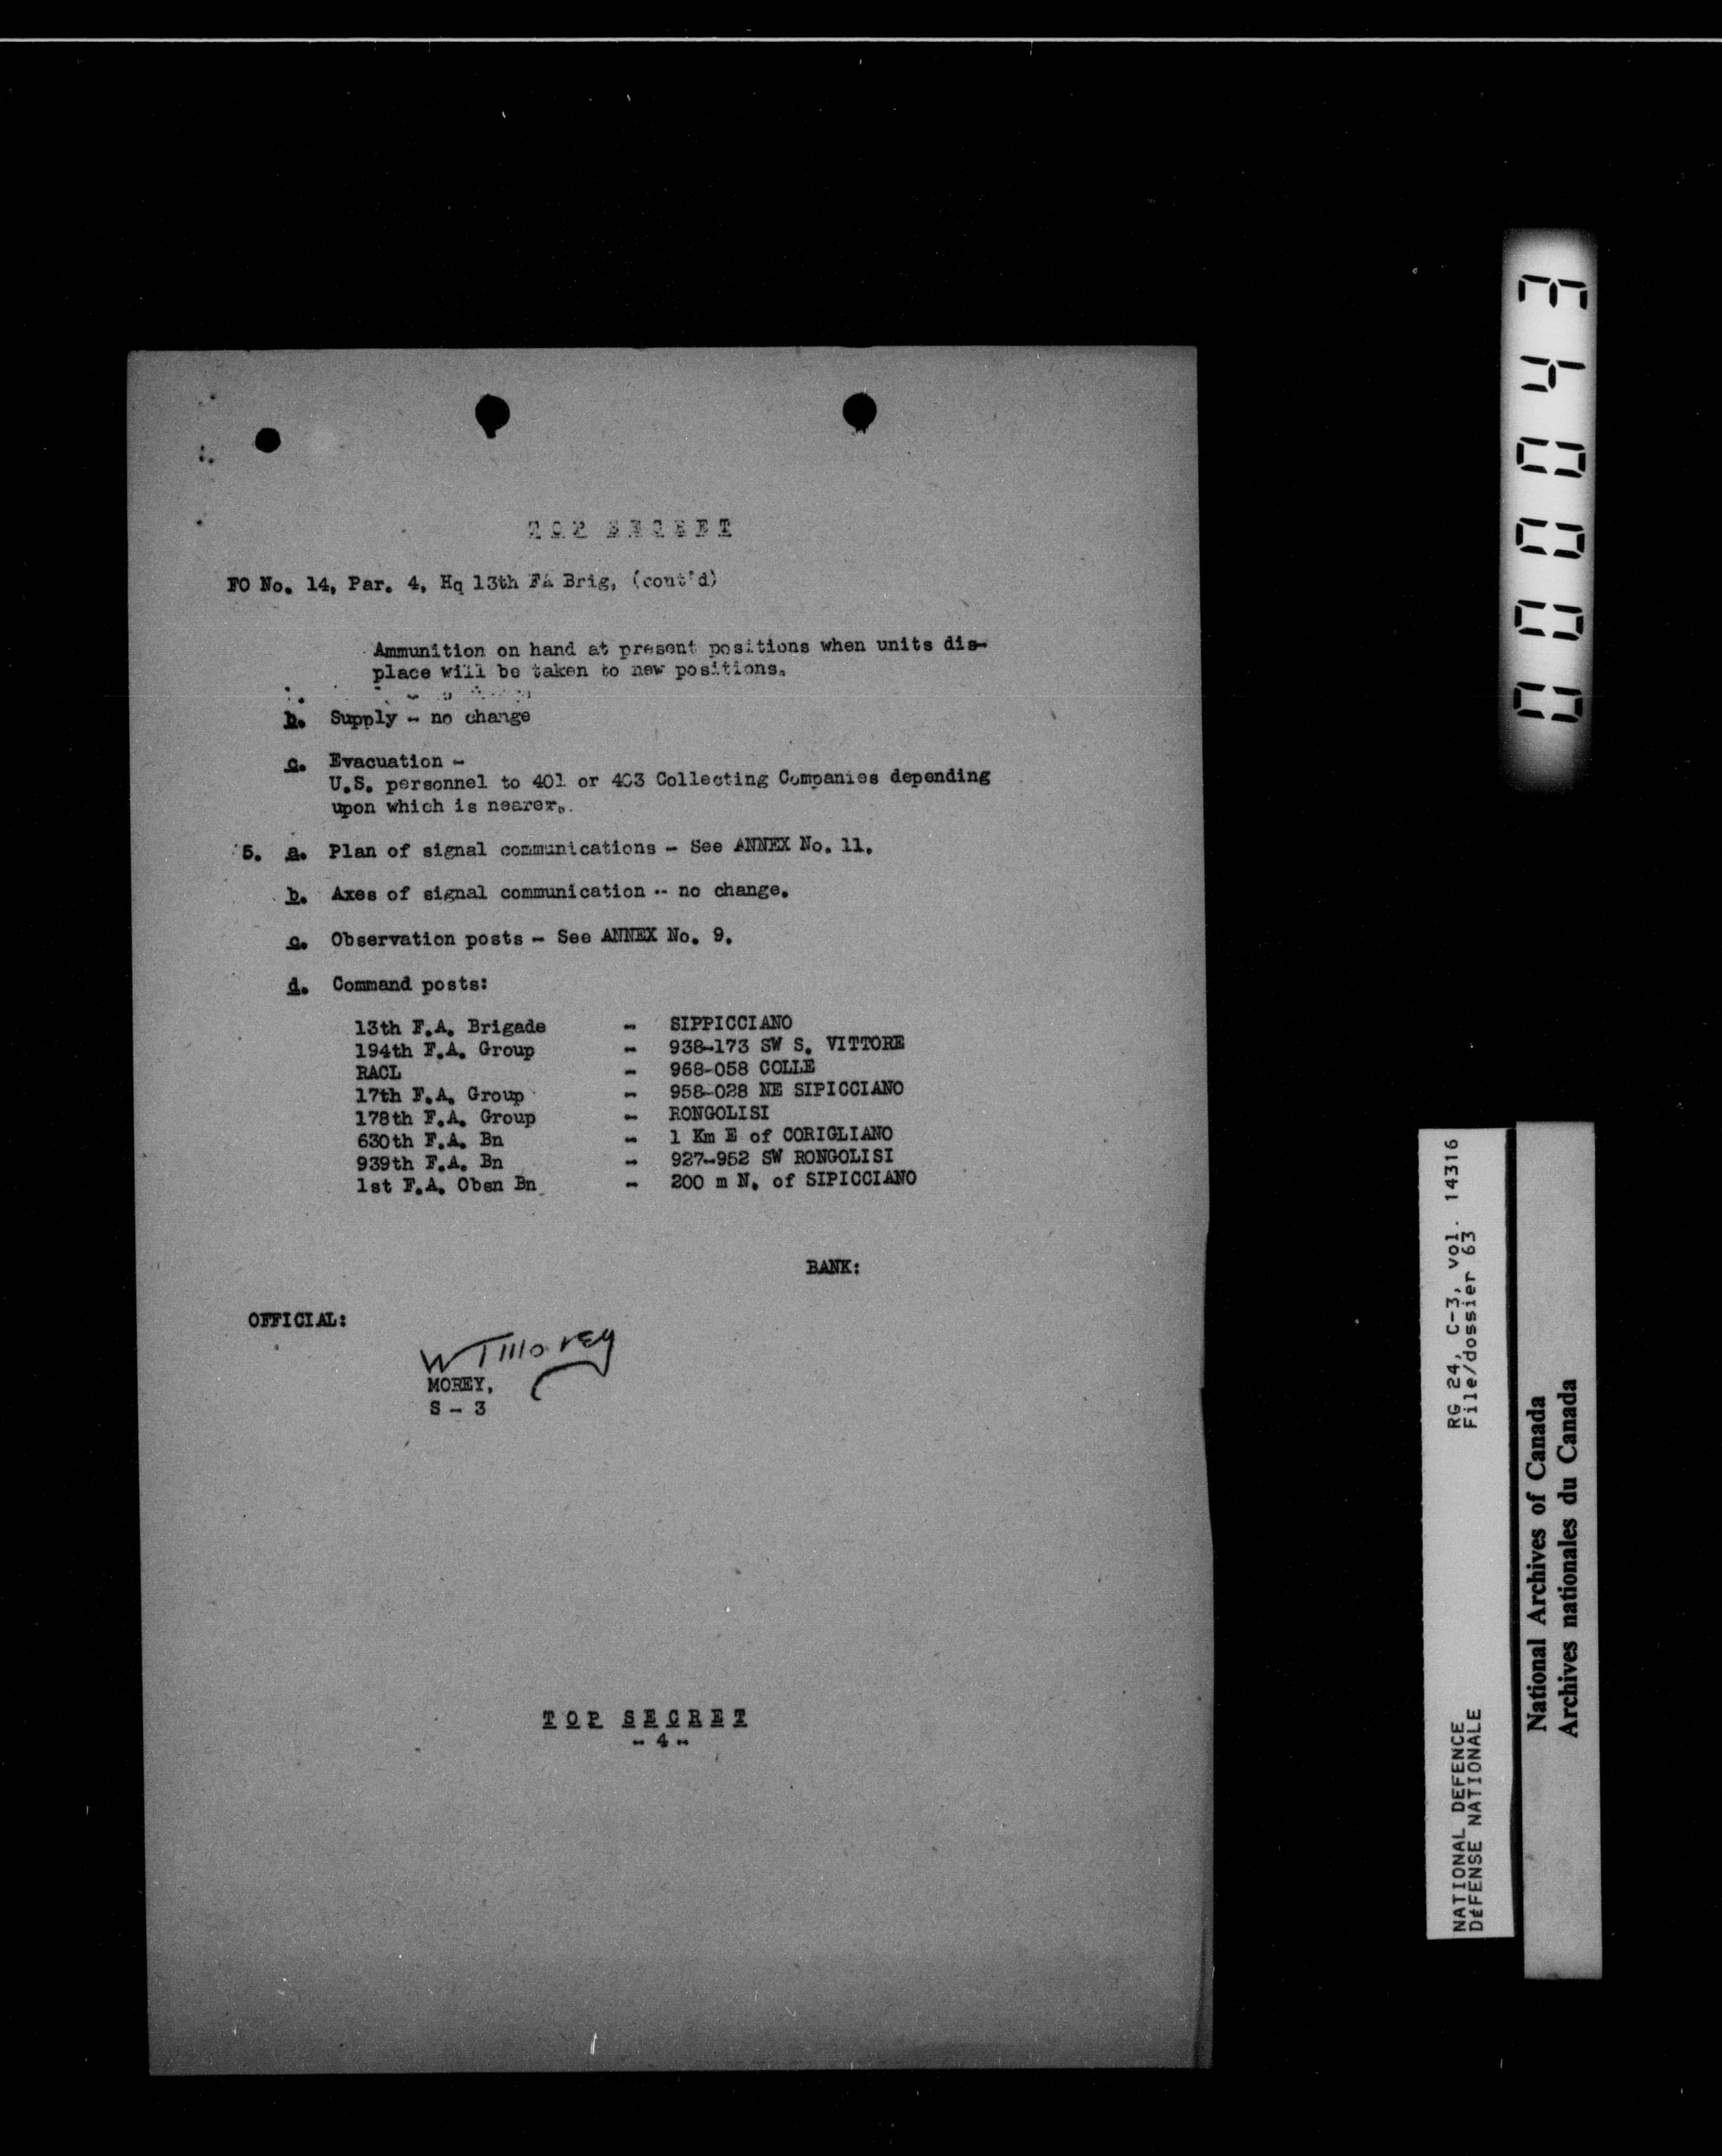 TOP SECRET
FO No. 14, Par. 4, Hq 13th FA Brig, (cont'd)
Ammunition on hand at present positions when units dis-
place will be taken to new positions.
b. Supply - no change
c. Evacuation -
U.S. personnel to 401 or 403 Collecting Companies depending
upon which is nearer.
5. a. Plan of signal communications - See ANNEX No. 11.
b. Axes of signal communication - no change.
c. Observation posts - See ANNEX No. 9.
d. Command posts:
13th F.A. Brigade - SIPPICCIANO
194th F.A. Group - 938-173 SW S. VITTORE
RACL - 968-058 COLLE
17th F.A. Group - 958-028 NE SIPICCIANO
178th F.A. Group - RONGOLISI
630th F.A. Bn - 1 Km E of CORIGLIANO
939th F.A. Bn - 927-952 SW RONGOLISI
1st F.A. Obsn Bn - 200 m N. of SIPICCIANO
BANK:
OFFICIAL:
W T Morey
MOREY,
S - 3
TOP SECRET
- 4 -
000043
RG 24, C-3, vol. 14316
File/dossier 63
NATIONAL DEFENCE
DÉFENSE NATIONALE
National Archives of Canada
Archives nationales du Canada